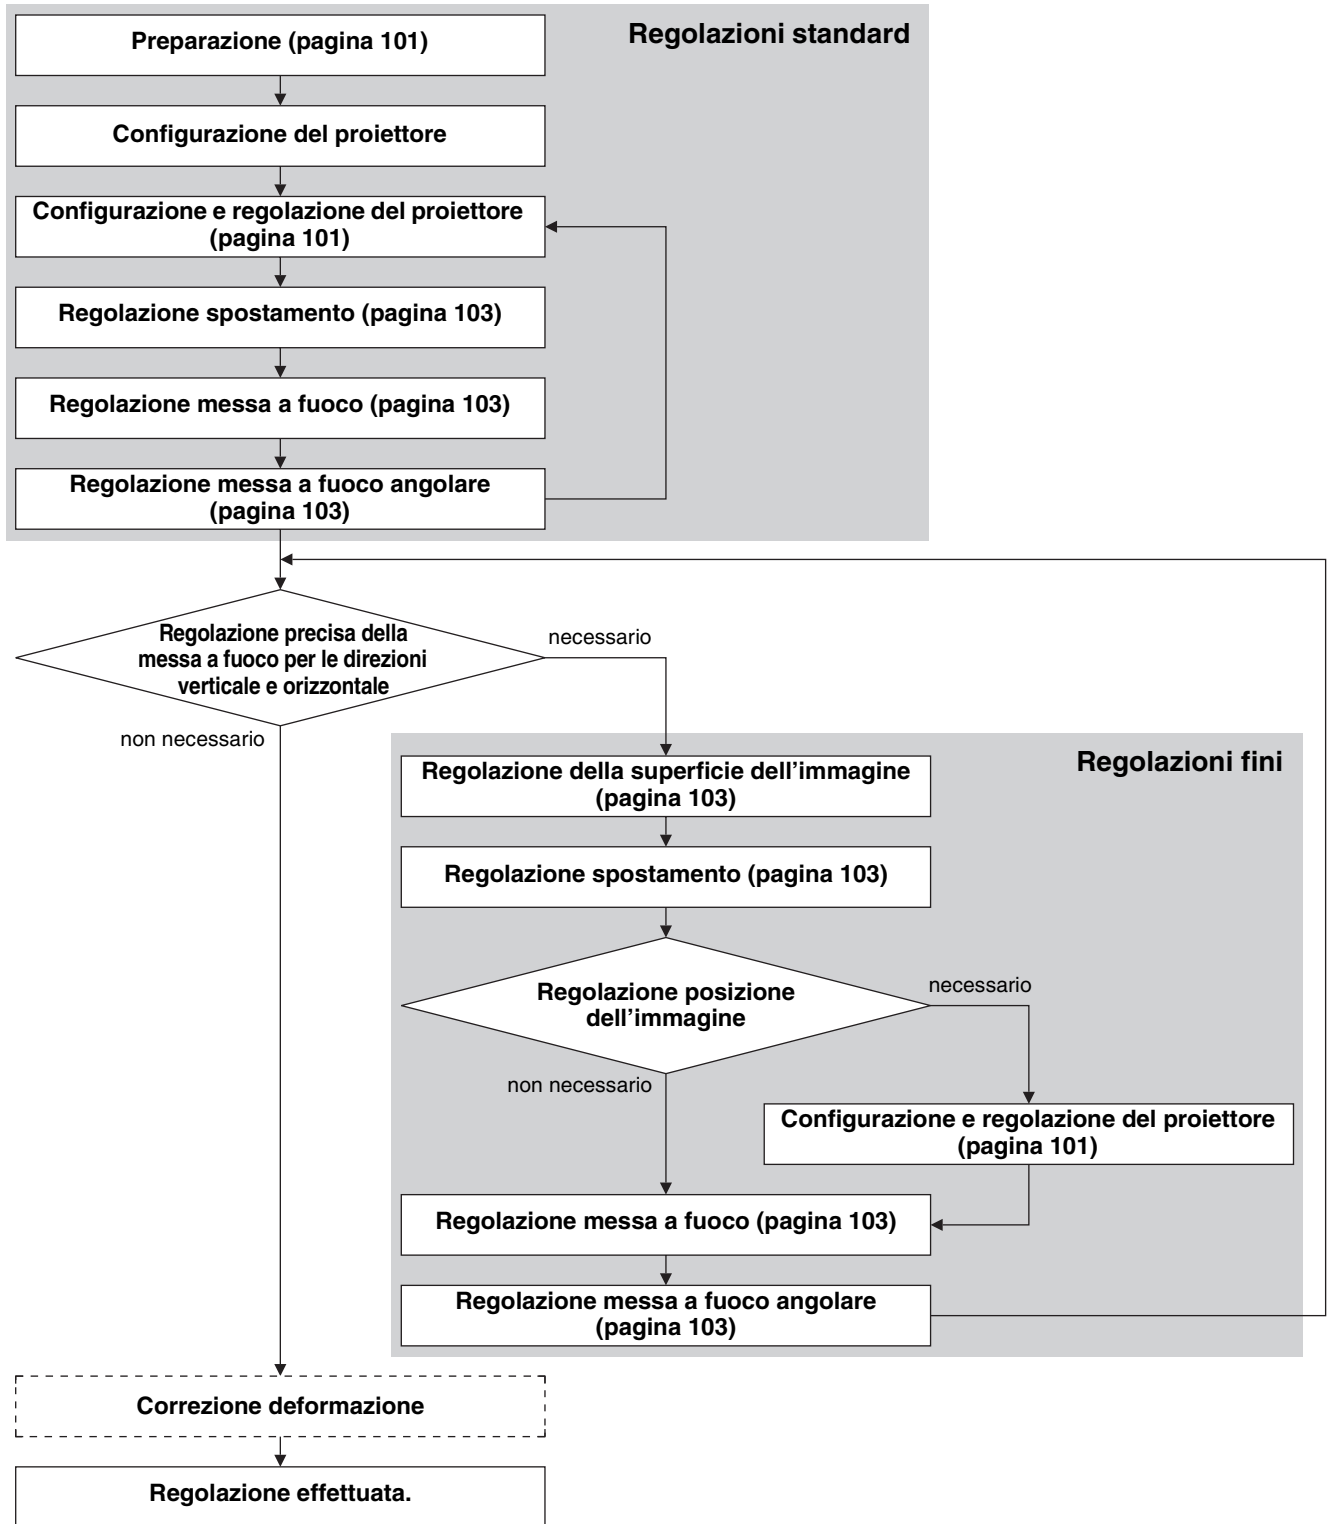 Regolazioni standard
Preparazione (pagina 101)
Configurazione del proiettore
Configurazione e regolazione del proiettore
(pagina 101)
Regolazione spostamento (pagina 103)
Regolazione messa a fuoco (pagina 103)
Regolazione messa a fuoco angolare
(pagina 103)
Regolazione precisa della
messa a fuoco per le direzioni
verticale e orizzontale
necessario
non necessario
Regolazioni fini
Regolazione della superficie dell'immagine
(pagina 103)
Regolazione spostamento (pagina 103)
Regolazione posizione
dell'immagine
necessario
non necessario
Configurazione e regolazione del proiettore
(pagina 101)
Regolazione messa a fuoco (pagina 103)
Regolazione messa a fuoco angolare
(pagina 103)
Correzione deformazione
Regolazione effettuata.